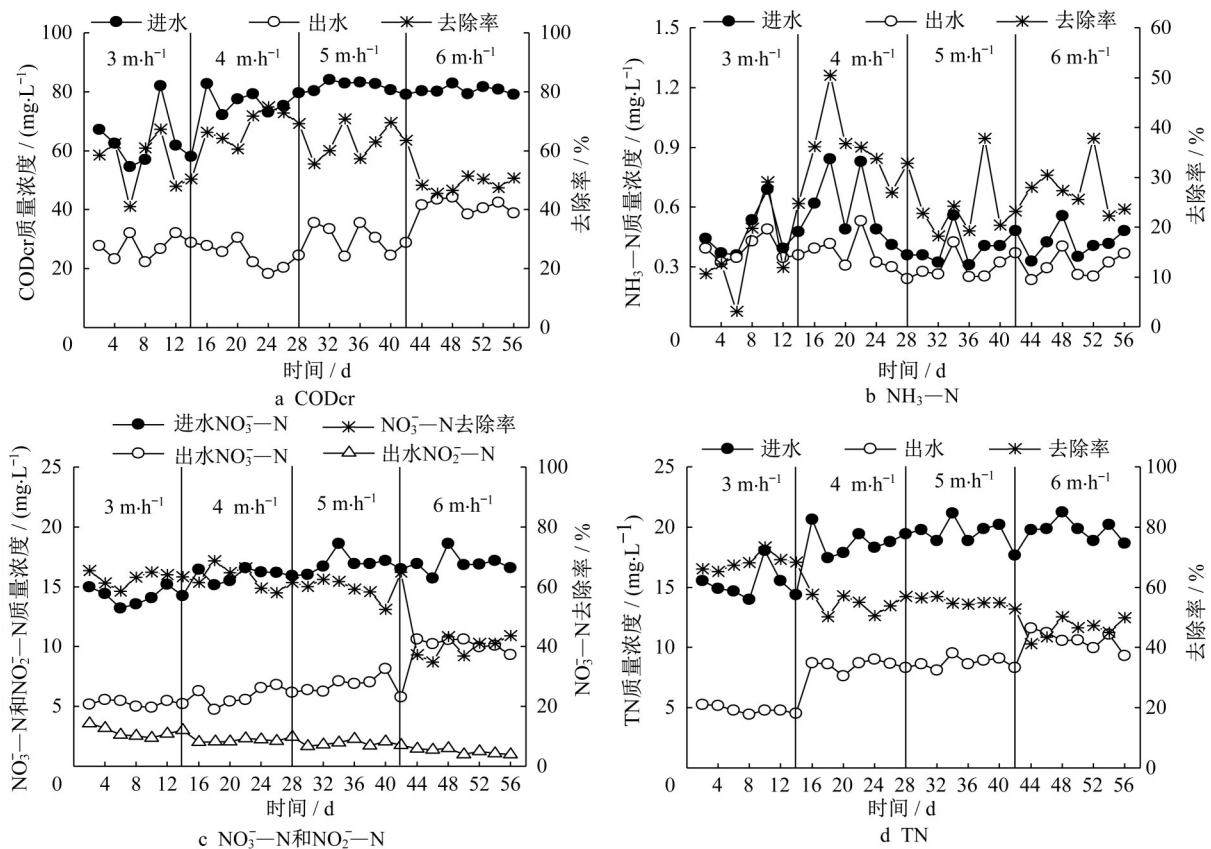 进水 出水 去除率
100 100
3 m·h⁻¹ 4 m·h⁻¹ 5 m·h⁻¹ 6 m·h⁻¹
80 80
60 60
40 40
20 20
0 0
4 8 12 16 20 24 28 32 36 40 44 48 52 56
CODcr质量浓度 / (mg·L⁻¹)
去除率 / %
时间 / d
a CODcr
进水 出水 去除率
1.5 60
3 m·h⁻¹ 4 m·h⁻¹ 5 m·h⁻¹ 6 m·h⁻¹
1.2 50
0.9 40
0.6 30
0.3 20
0 10
0
4 8 12 16 20 24 28 32 36 40 44 48 52 56
NH₃—N质量浓度 / (mg·L⁻¹)
去除率 / %
时间 / d
b NH₃—N
进水NO₃⁻—N NO₃⁻—N去除率
出水NO₃⁻—N 出水NO₂⁻—N
25 100
3 m·h⁻¹ 4 m·h⁻¹ 5 m·h⁻¹ 6 m·h⁻¹
20 80
15 60
10 40
5 20
0 0
4 8 12 16 20 24 28 32 36 40 44 48 52 56
NO₃⁻—N和NO₂⁻—N质量浓度 / (mg·L⁻¹)
NO₃⁻—N去除率 / %
时间 / d
c NO₃⁻—N和NO₂⁻—N
进水 出水 去除率
25 100
3 m·h⁻¹ 4 m·h⁻¹ 5 m·h⁻¹ 6 m·h⁻¹
20 80
15 60
10 40
5 20
0 0
4 8 12 16 20 24 28 32 36 40 44 48 52 56
TN质量浓度 / (mg·L⁻¹)
去除率 / %
时间 / d
d TN